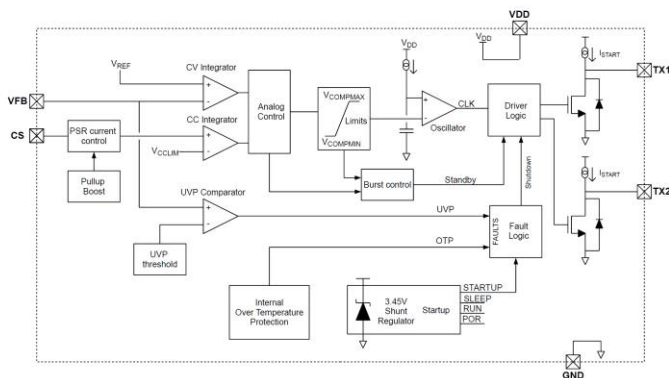 VDD
VDD
VDD
ISTART
TX1
CV Integrator
VREF
+
-
VFB
Analog
Control
VCOMPMAX
Limits
VCOMPMIN
+
-
CLK
Oscillator
Driver
Logic
CS
PSR current
control
CC Integrator
+
-
VCCLIM
Pullup
Boost
Burst control
Standby
Shutdown
ISTART
TX2
UVP Comparator
+
-
UVP
FAULTS
Fault
Logic
UVP
threshold
OTP
Internal
Over Temperature
Protection
3.45V
Shunt
Regulator
Startup
STARTUP
SLEEP
RUN
POR
GND